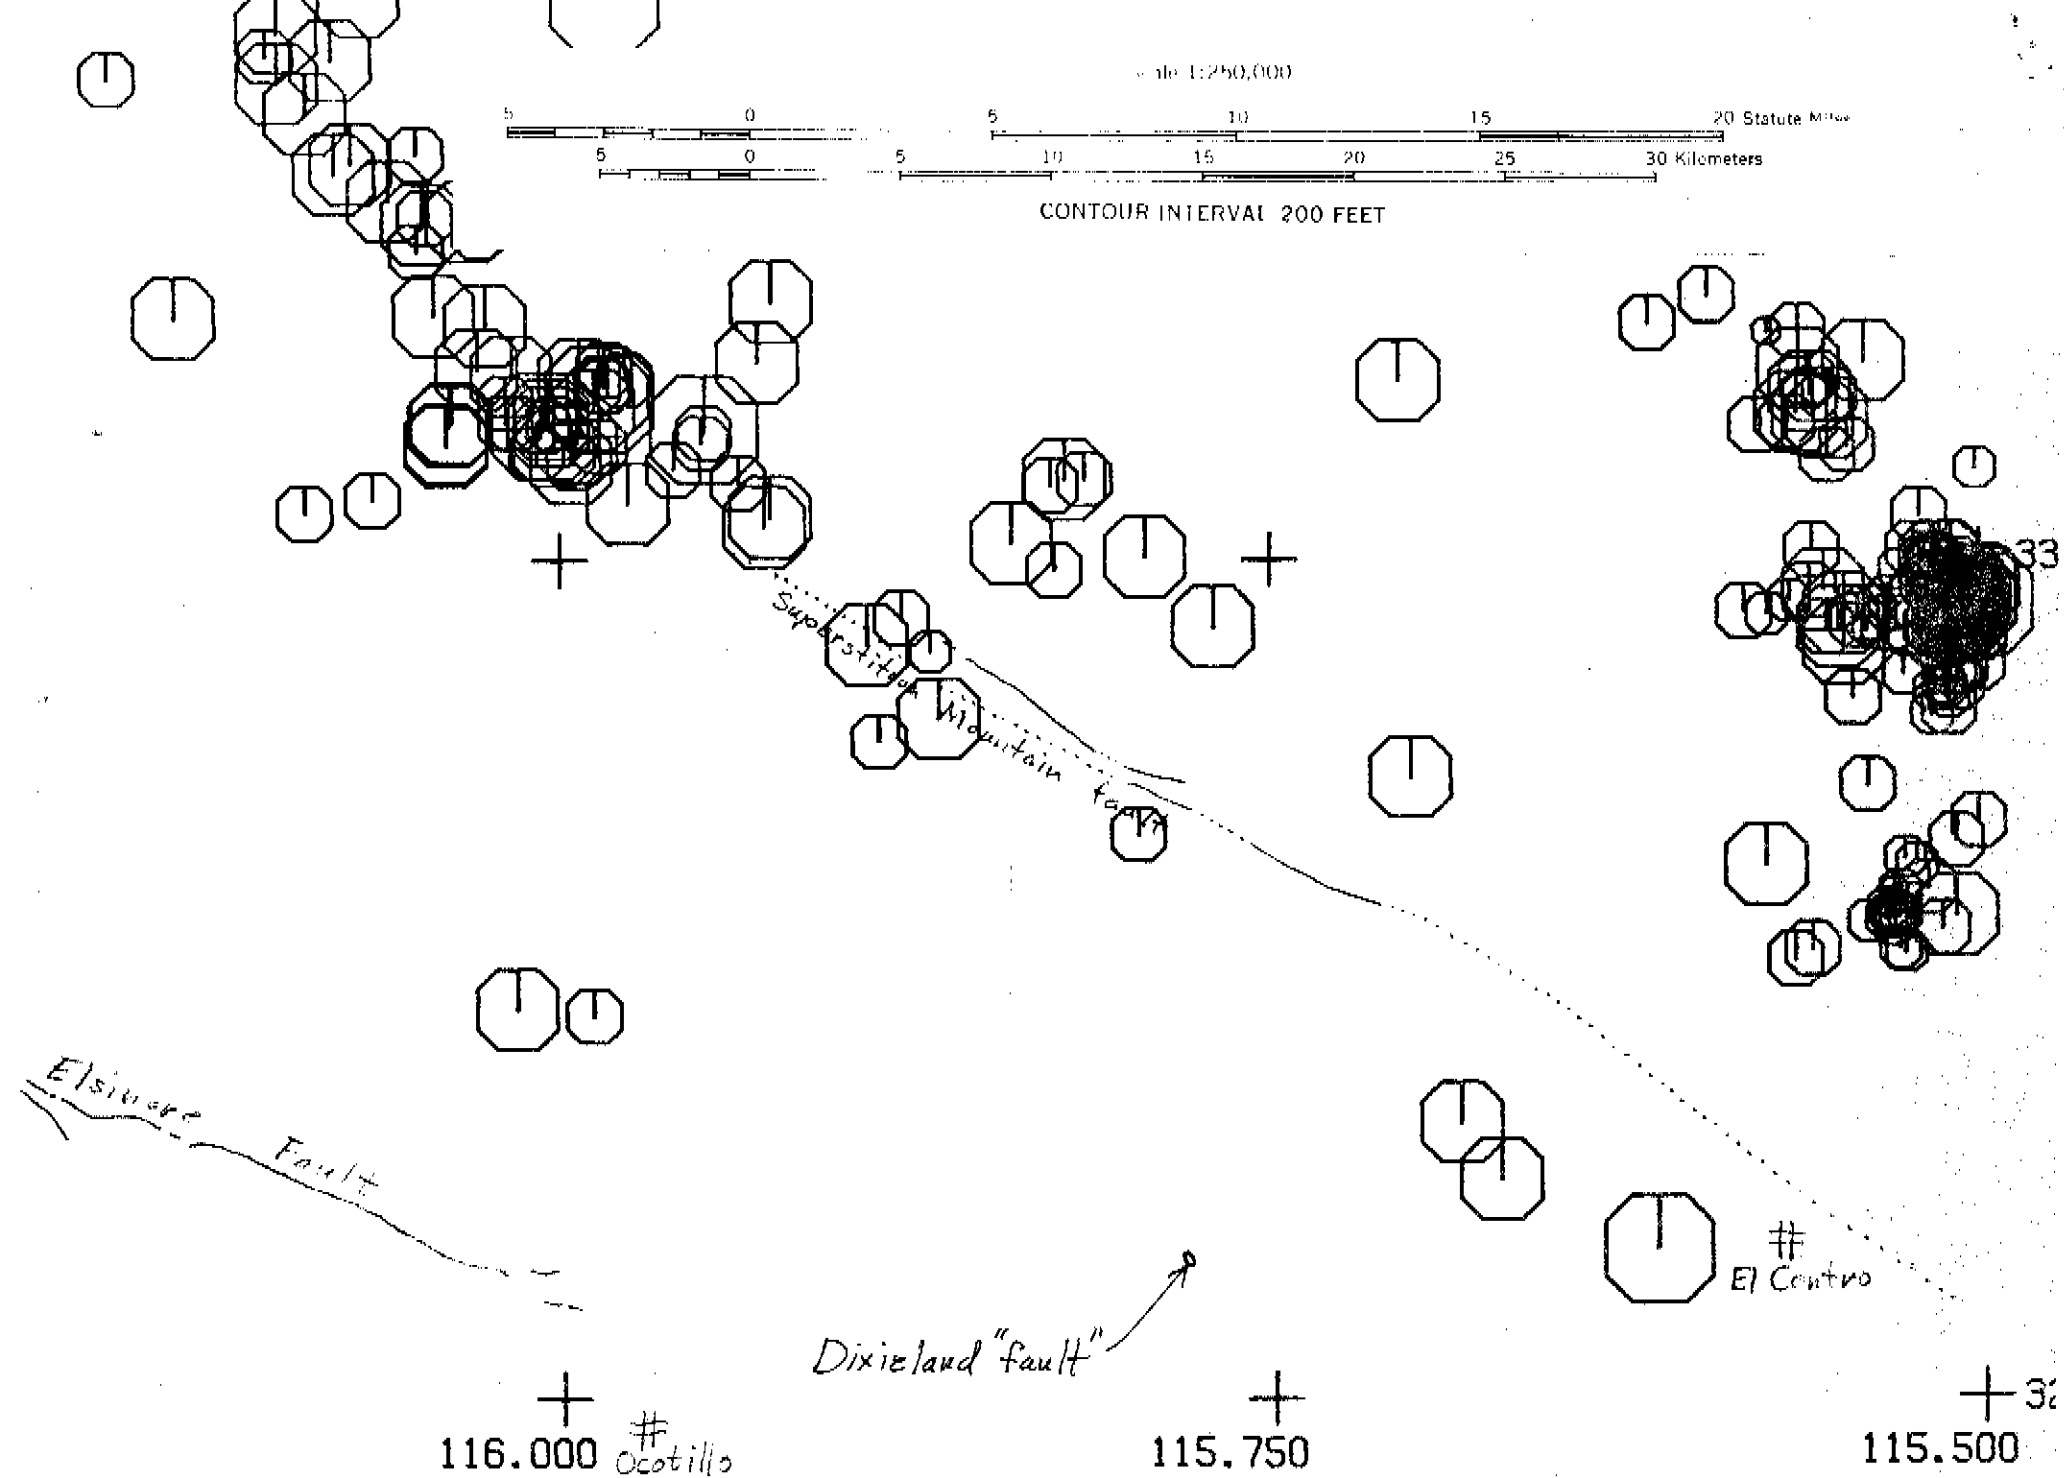 scale 1:250,000
5 0 5 10 15 20 Statute Miles
5 0 5 10 15 20 25 30 Kilometers
CONTOUR INTERVAL 200 FEET
33
Superstition Mountain fault
Elsinore Fault
#
El Centro
Dixieland "fault"
32
116.000
#
Ocotillo
115.750
115.500